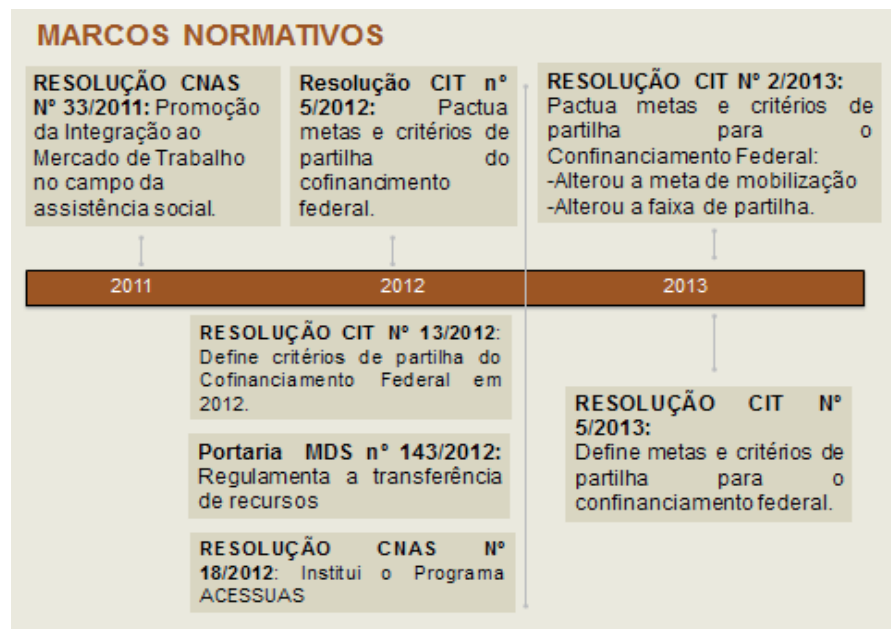 MARCOS NORMATIVOS
RESOLUÇÃO CNAS
Nº 33/2011: Promoção
da Integração ao
Mercado de Trabalho
no campo da
assistência social.
Resolução CIT n°
5/2012: Pactua
metas e critérios de
partilha do
cofinancimento
federal.
RESOLUÇÃO CIT Nº 2/2013:
Pactua metas e critérios de
partilha para o
Confinanciamento Federal:
-Alterou a meta de mobilização
-Alterou a faixa de partilha.
2011
2012
2013
RESOLUÇÃO CIT Nº 13/2012:
Define critérios de partilha do
Cofinanciamento Federal em
2012.
Portaria MDS n° 143/2012:
Regulamenta a transferência
de recursos
RESOLUÇÃO CNAS Nº
18/2012: Institui o Programa
ACESSUAS
RESOLUÇÃO CIT Nº
5/2013:
Define metas e critérios de
partilha para o
confinanciamento federal.